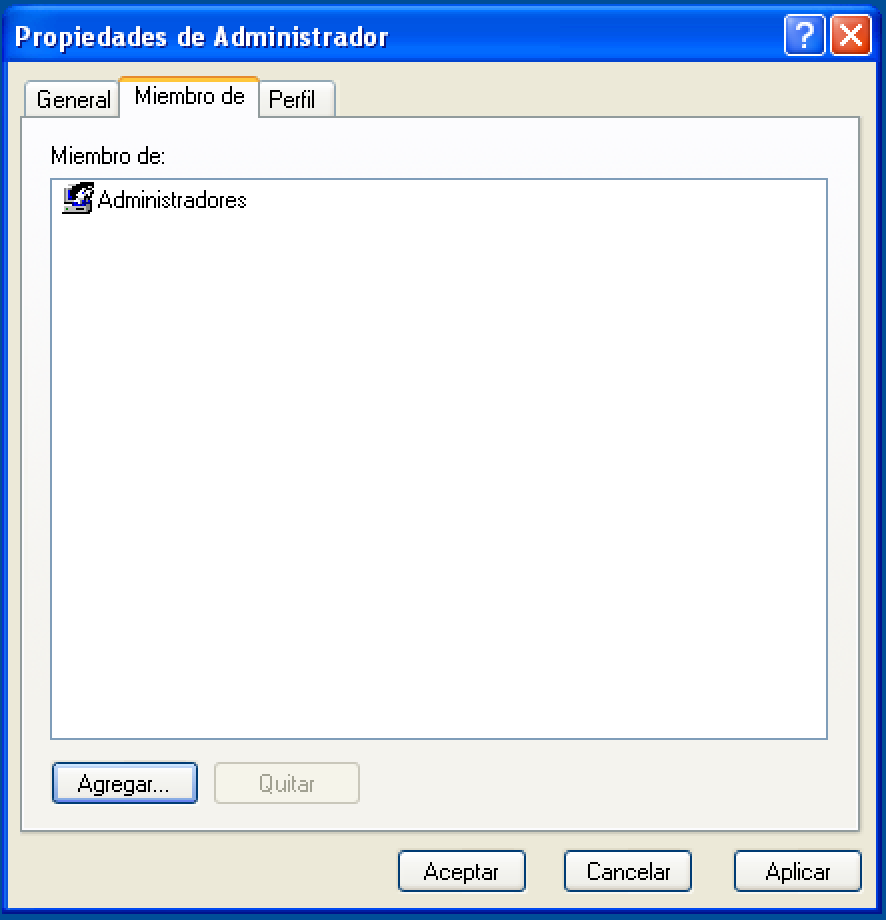 Propiedades de Administrador
General Miembro de Perfil
Miembro de:
Administradores
Agregar... Quitar
Aceptar Cancelar Aplicar